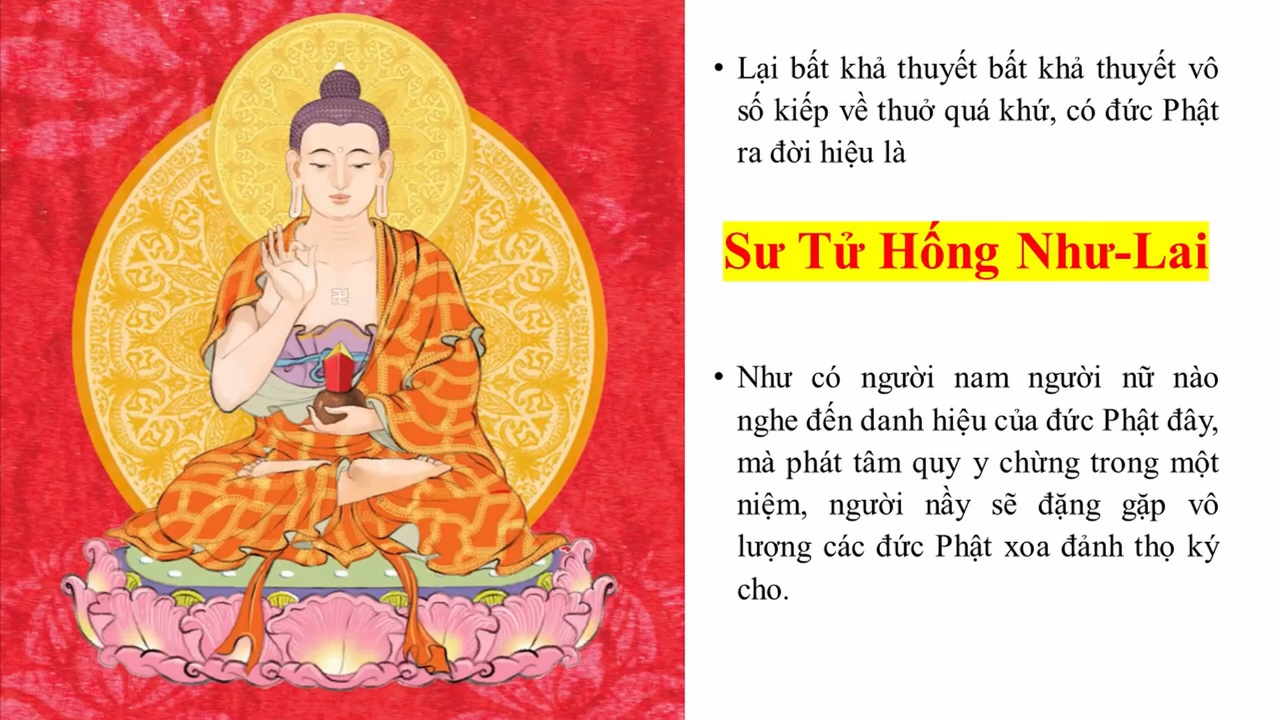 • Lại bất khả thuyết bất khả thuyết vô
số kiếp về thuở quá khứ, có đức Phật
ra đời hiệu là
Sư Tử Hống Như-Lai
• Như có người nam người nữ nào
nghe đến danh hiệu của đức Phật đây,
mà phát tâm quy y chừng trong một
niệm, người nầy sẽ đặng gặp vô
lượng các đức Phật xoa đảnh thọ ký
cho.